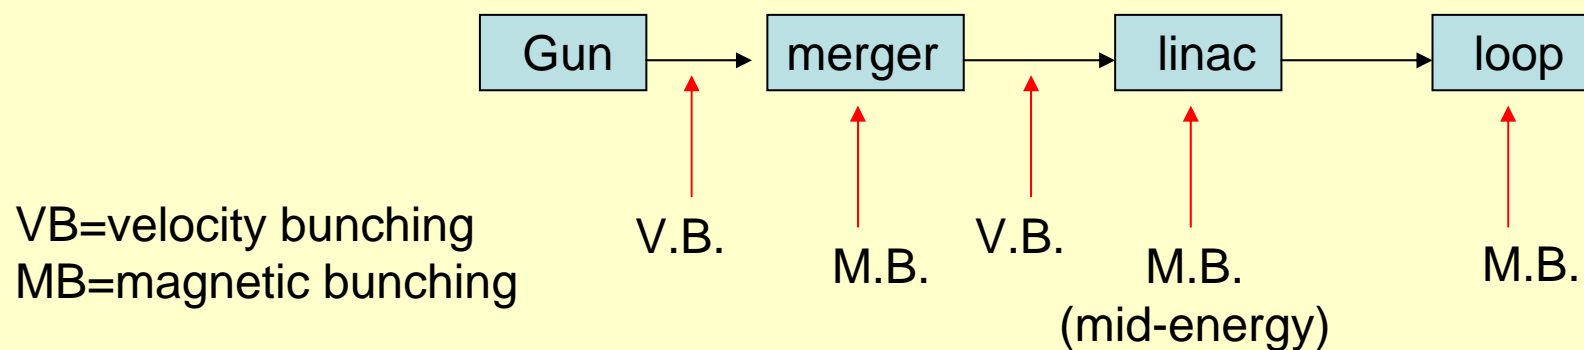 Gun merger linac loop
VB=velocity bunching
MB=magnetic bunching
V.B. V.B.
M.B. M.B. M.B.
(mid-energy)